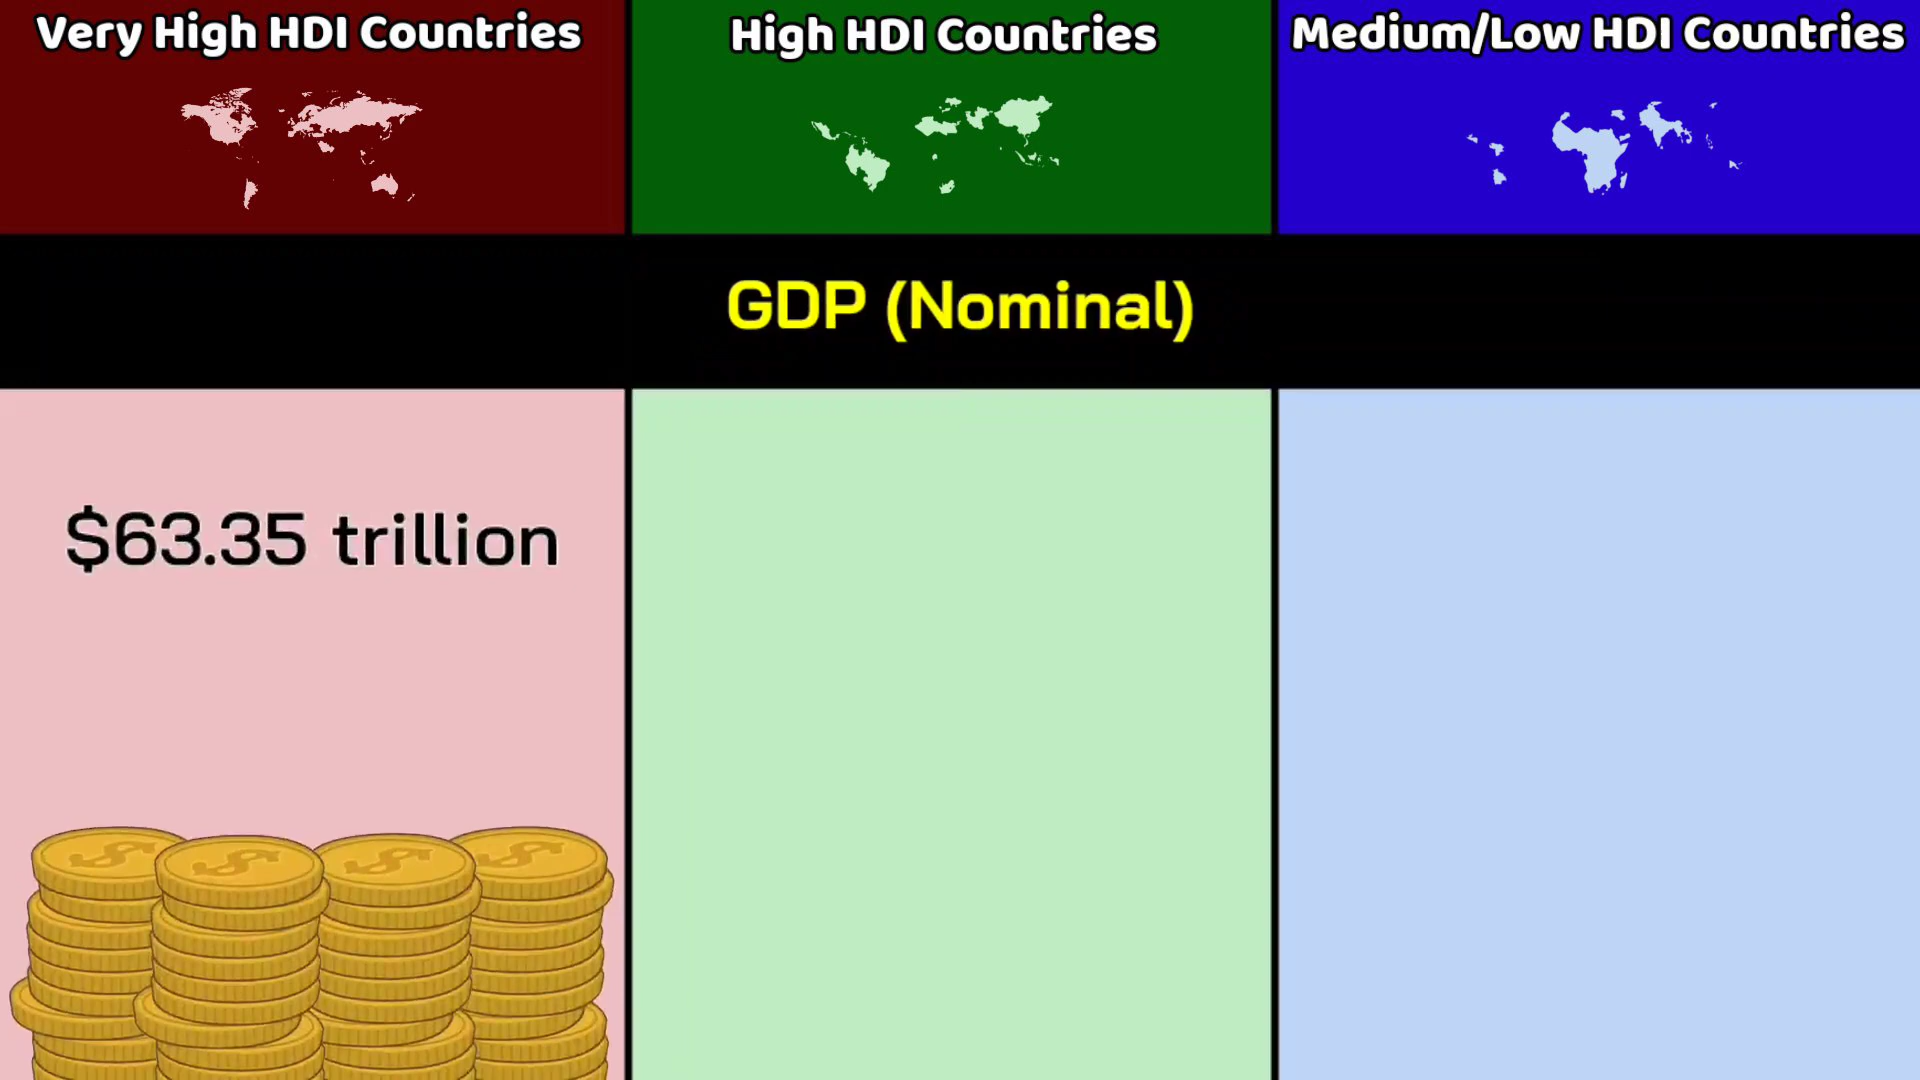 Very High HDI Countries
High HDI Countries
Medium/Low HDI Countries
GDP (Nominal)
$63.35 trillion